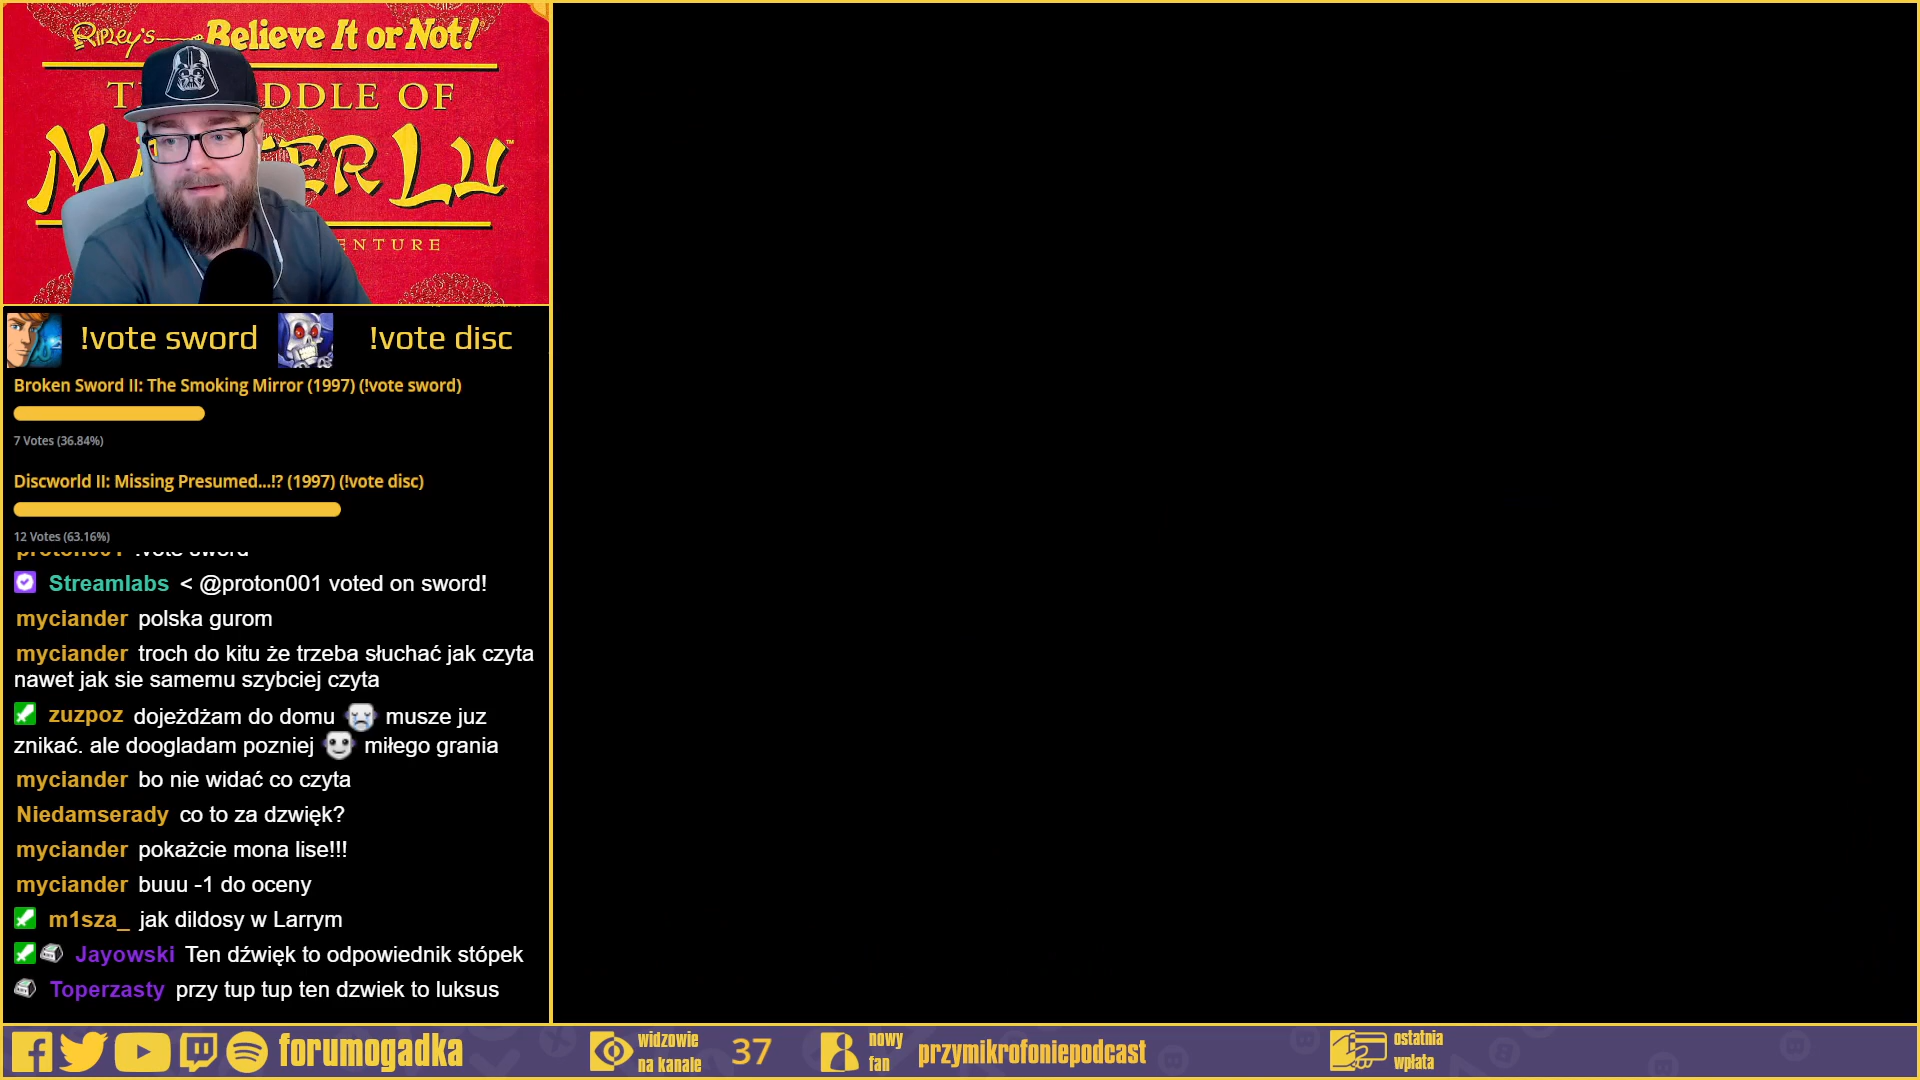 Ripley's Believe It or Not!
DDLE OF
LU™
ENTURE
!vote sword
!vote disc
Broken Sword II: The Smoking Mirror (1997) (!vote sword)
7 Votes (36.84%)
Discworld II: Missing Presumed...!? (1997) (!vote disc)
12 Votes (63.16%)
proton001 !vote sword
Streamlabs < @proton001 voted on sword!
myciander polska gurom
myciander troch do kitu że trzeba słuchać jak czyta
nawet jak sie samemu szybciej czyta
zuzpoz dojeżdżam do domu musze juz
znikać. ale doogladam pozniej miłego grania
myciander bo nie widać co czyta
Niedamserady co to za dzwięk?
myciander pokażcie mona lise!!!
myciander buuu -1 do oceny
m1sza_ jak dildosy w Larrym
Jayowski Ten dźwięk to odpowiednik stópek
Toperzasty przy tup tup ten dzwiek to luksus
forumogadka
widzowie
na kanale
37
nowy
fan
przymikrofoniepodcast
ostatnia
wpłata